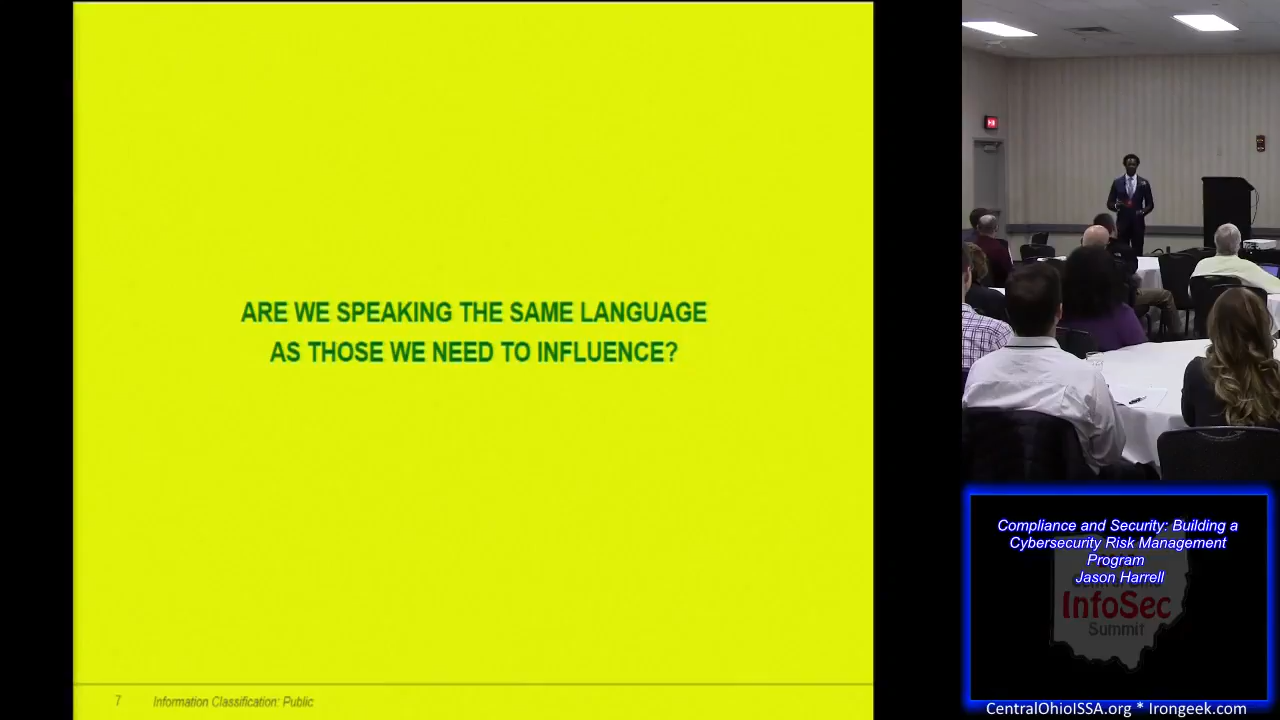 ARE WE SPEAKING THE SAME LANGUAGE
AS THOSE WE NEED TO INFLUENCE?
7 Information Classification: Public
Compliance and Security: Building a
Cybersecurity Risk Management
Program
Jason Harrell
InfoSec
Summit
CentralOhioISSA.org * Irongeek.com